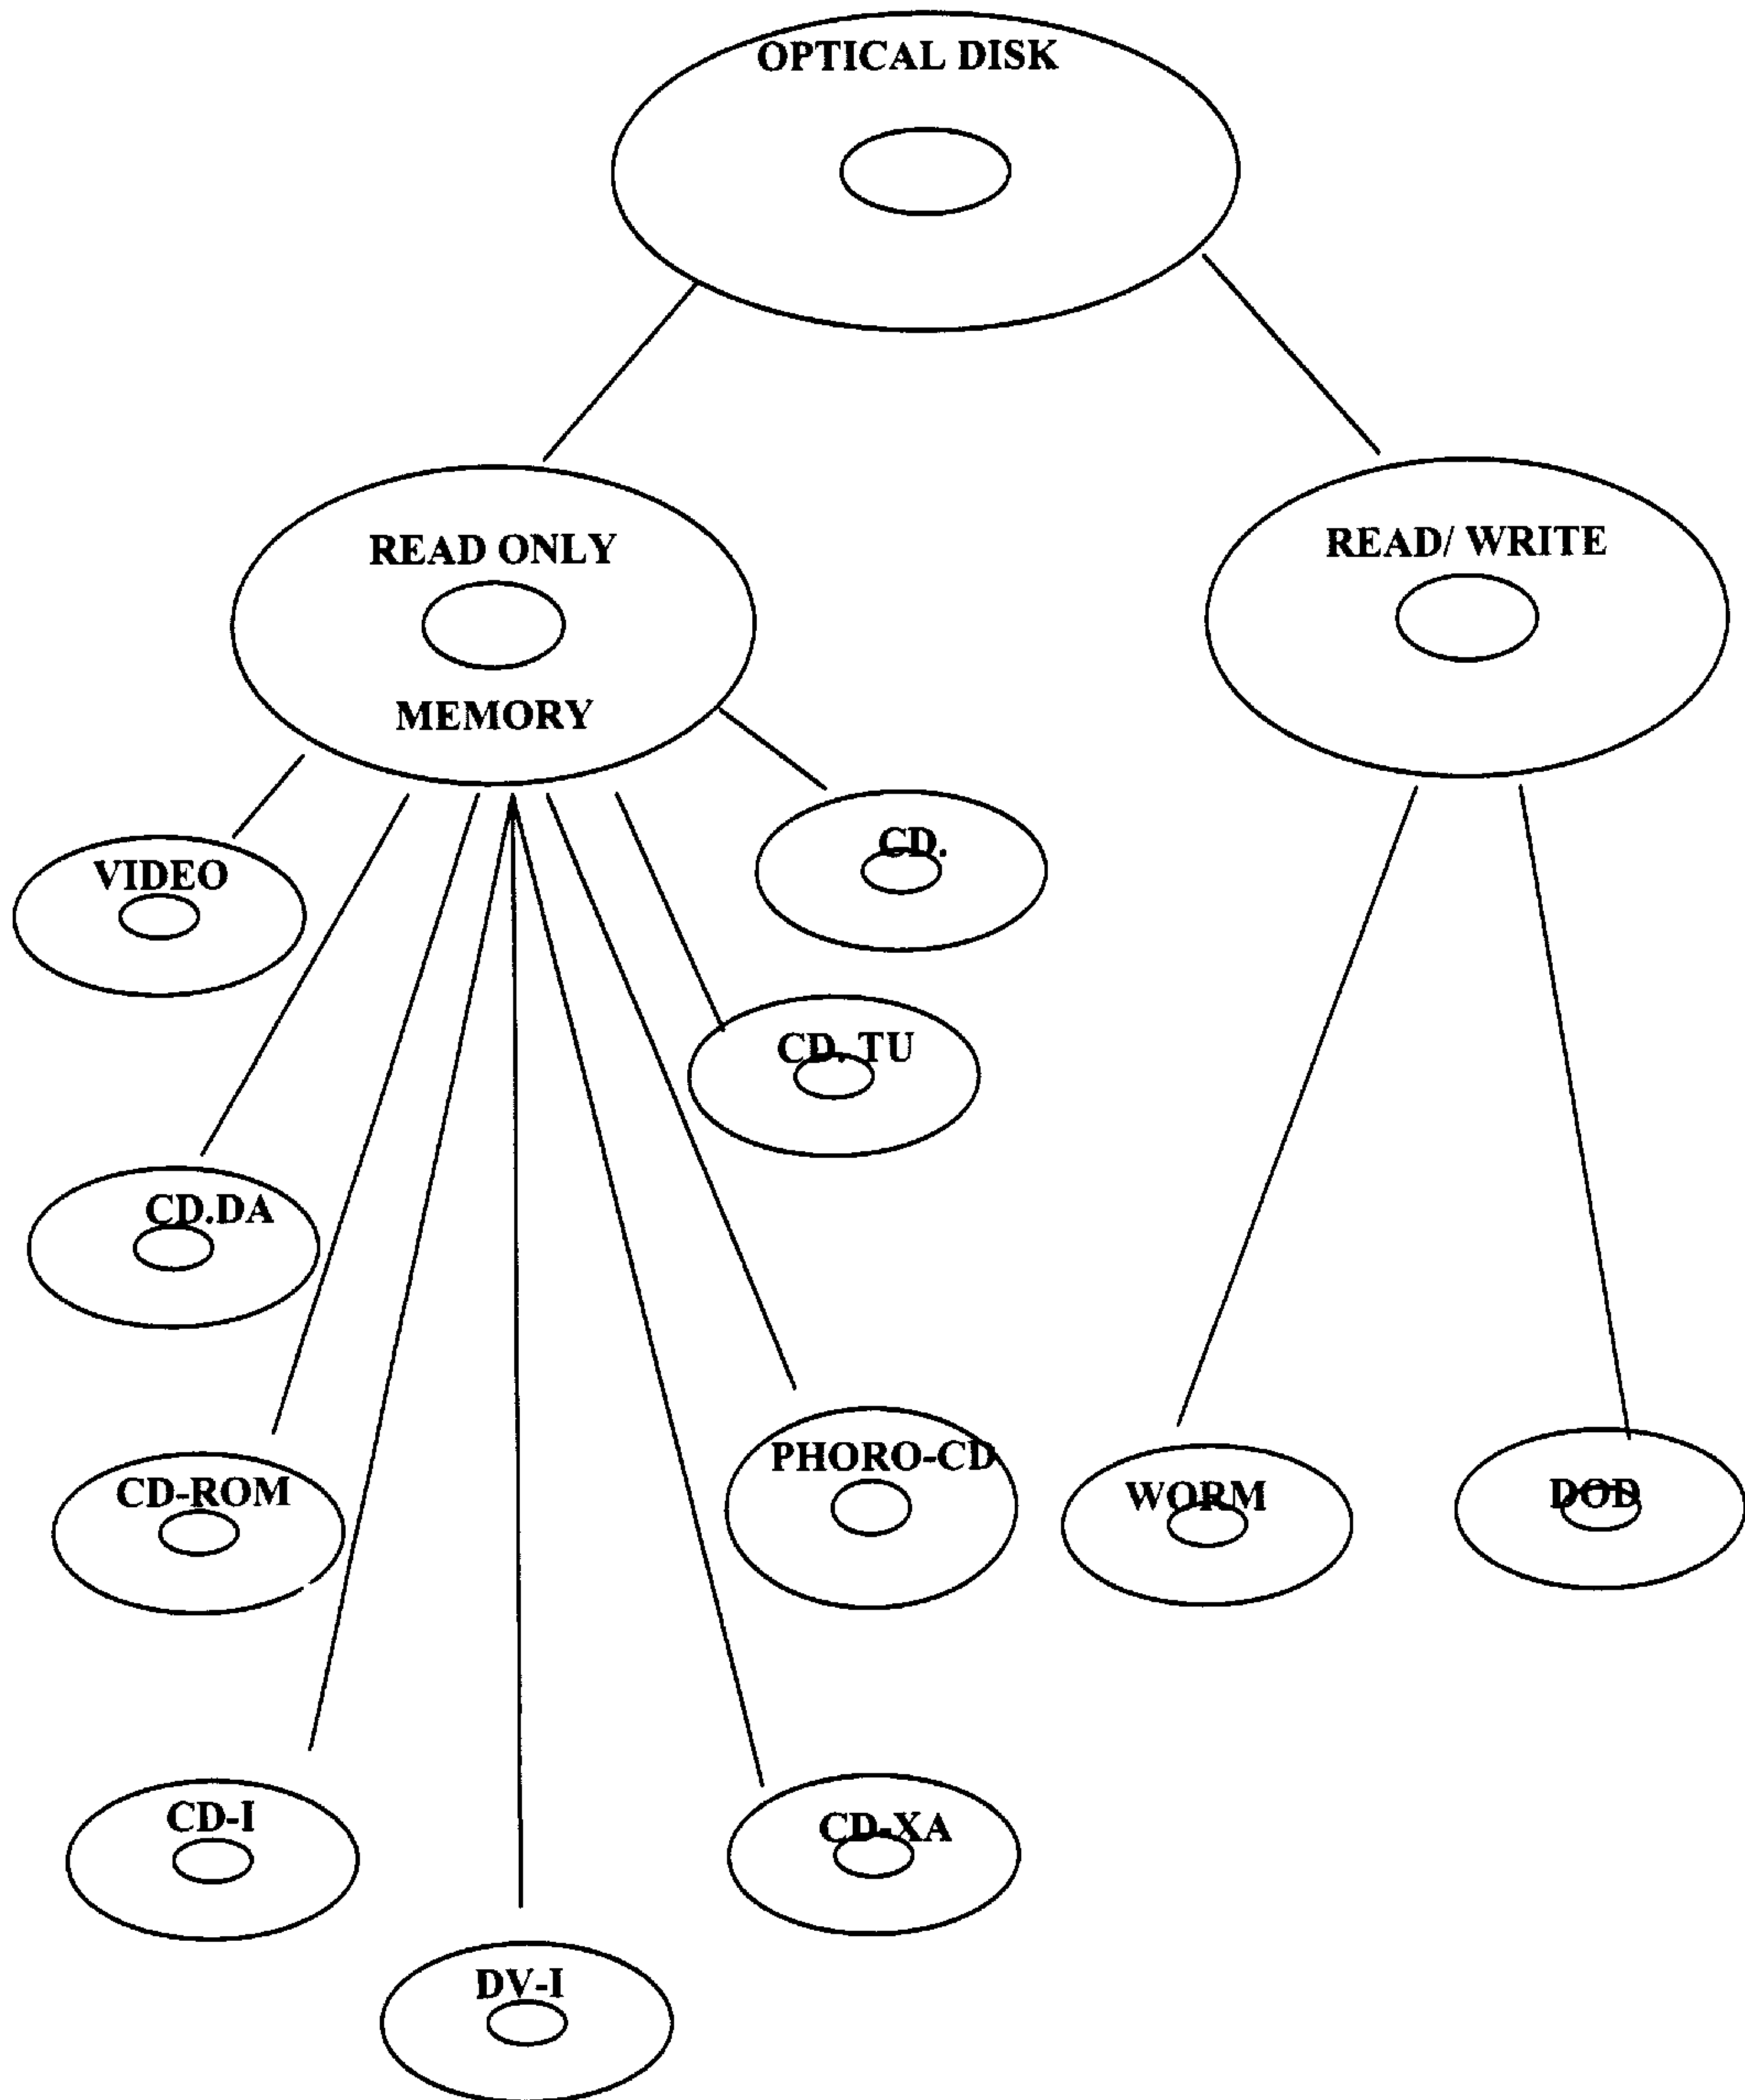 OPTICAL DISK
READ ONLY
MEMORY
READ/ WRITE
VIDEO
CD.
CD. TU
CD.DA
CD-ROM
PHORO-CD
WORM
DOD
CD-I
CD-XA
DV-I